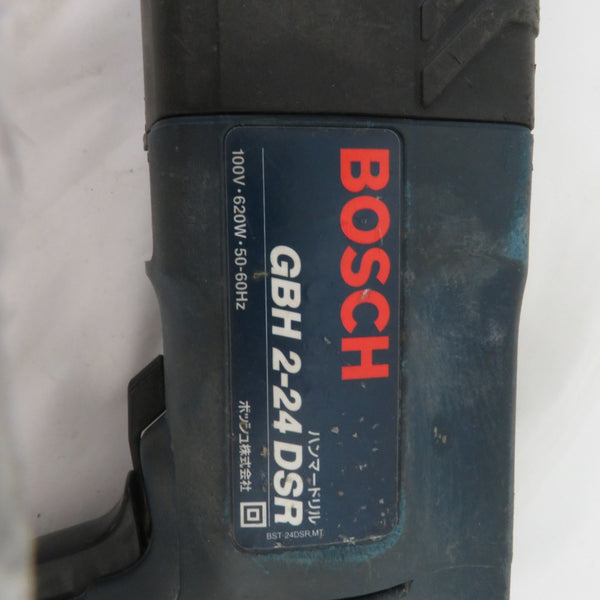 BOSCH
ハンマードリル
GBH 2-24 DSR
100V・620W・50-60Hz
ボッシュ株式会社
BST-24DSR.MT